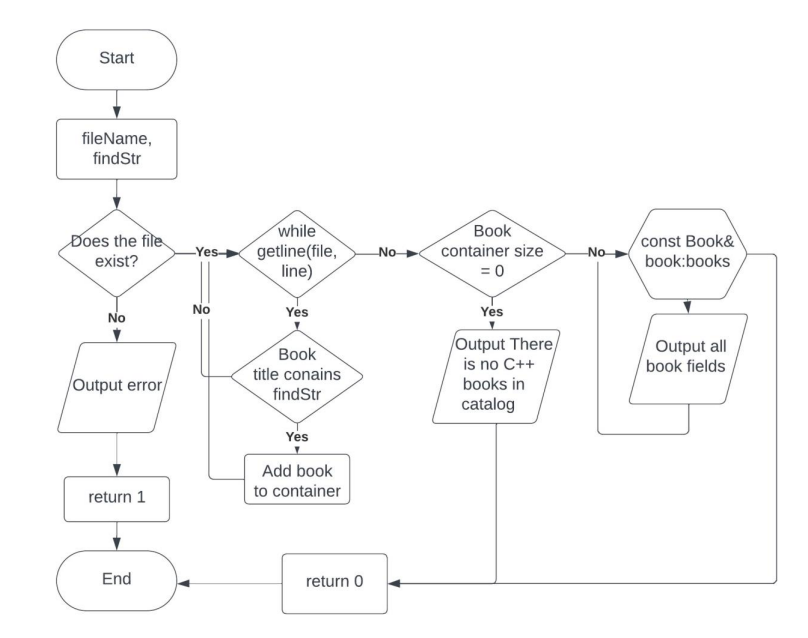 Start
fileName,
findStr
Does the file
exist?
Yes
while
getline(file,
line)
No
Book
container size
= 0
No
const Book&
book:books
No
No
Yes
Yes
Output error
Book
title conains
findStr
Output There
is no C++
books in
catalog
Output all
book fields
Yes
Add book
to container
return 1
End
return 0